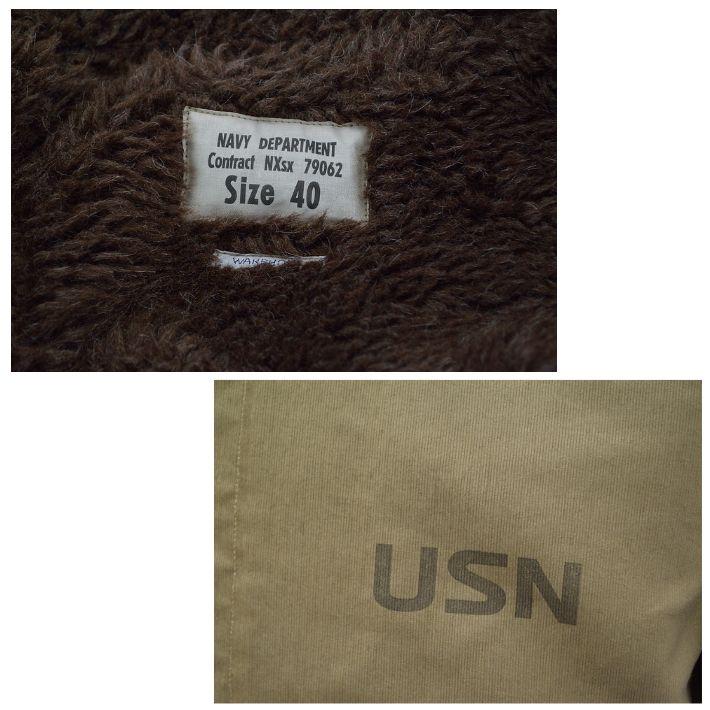 NAVY DEPARTMENT
Contract NXsx 79062
Size 40
USN